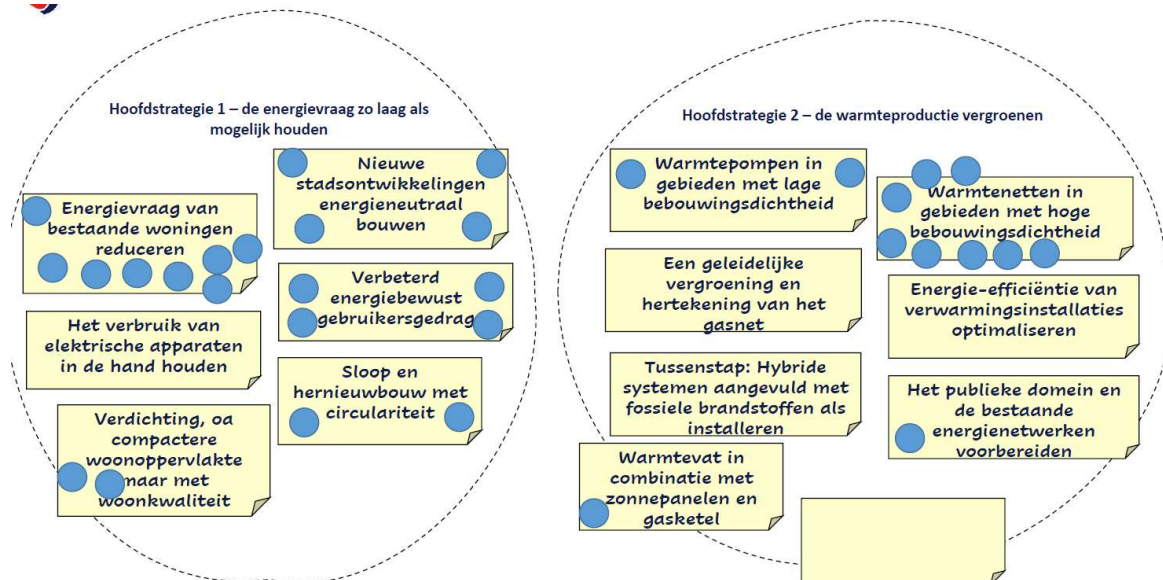 Hoofdstrategie 1 – de energievraag zo laag als
mogelijk houden
Nieuwe
stadsontwikkelingen
energieneutraal
bouwen
Energievraag van
bestaande woningen
reduceren
Verbeterd
energiebewust
gebruikersgedrag
Het verbruik van
elektrische apparaten
in de hand houden
Sloop en
hernieuwbouw met
circulariteit
Verdichting, oa
compactere
woonoppervlakte
maar met
woonkwaliteit
Hoofdstrategie 2 – de warmteproductie vergroenen
Warmtepompen in
gebieden met lage
bebouwingsdichtheid
Warmtenetten in
gebieden met hoge
bebouwingsdichtheid
Een geleidelijke
vergroening en
hertekening van het
gasnet
Energie-efficiëntie van
verwarmingsinstallaties
optimaliseren
Tussenstap: Hybride
systemen aangevuld met
fossiele brandstoffen als
installeren
Het publieke domein en
de bestaande
energienetwerken
voorbereiden
Warmtevat in
combinatie met
zonnepanelen en
gasketel